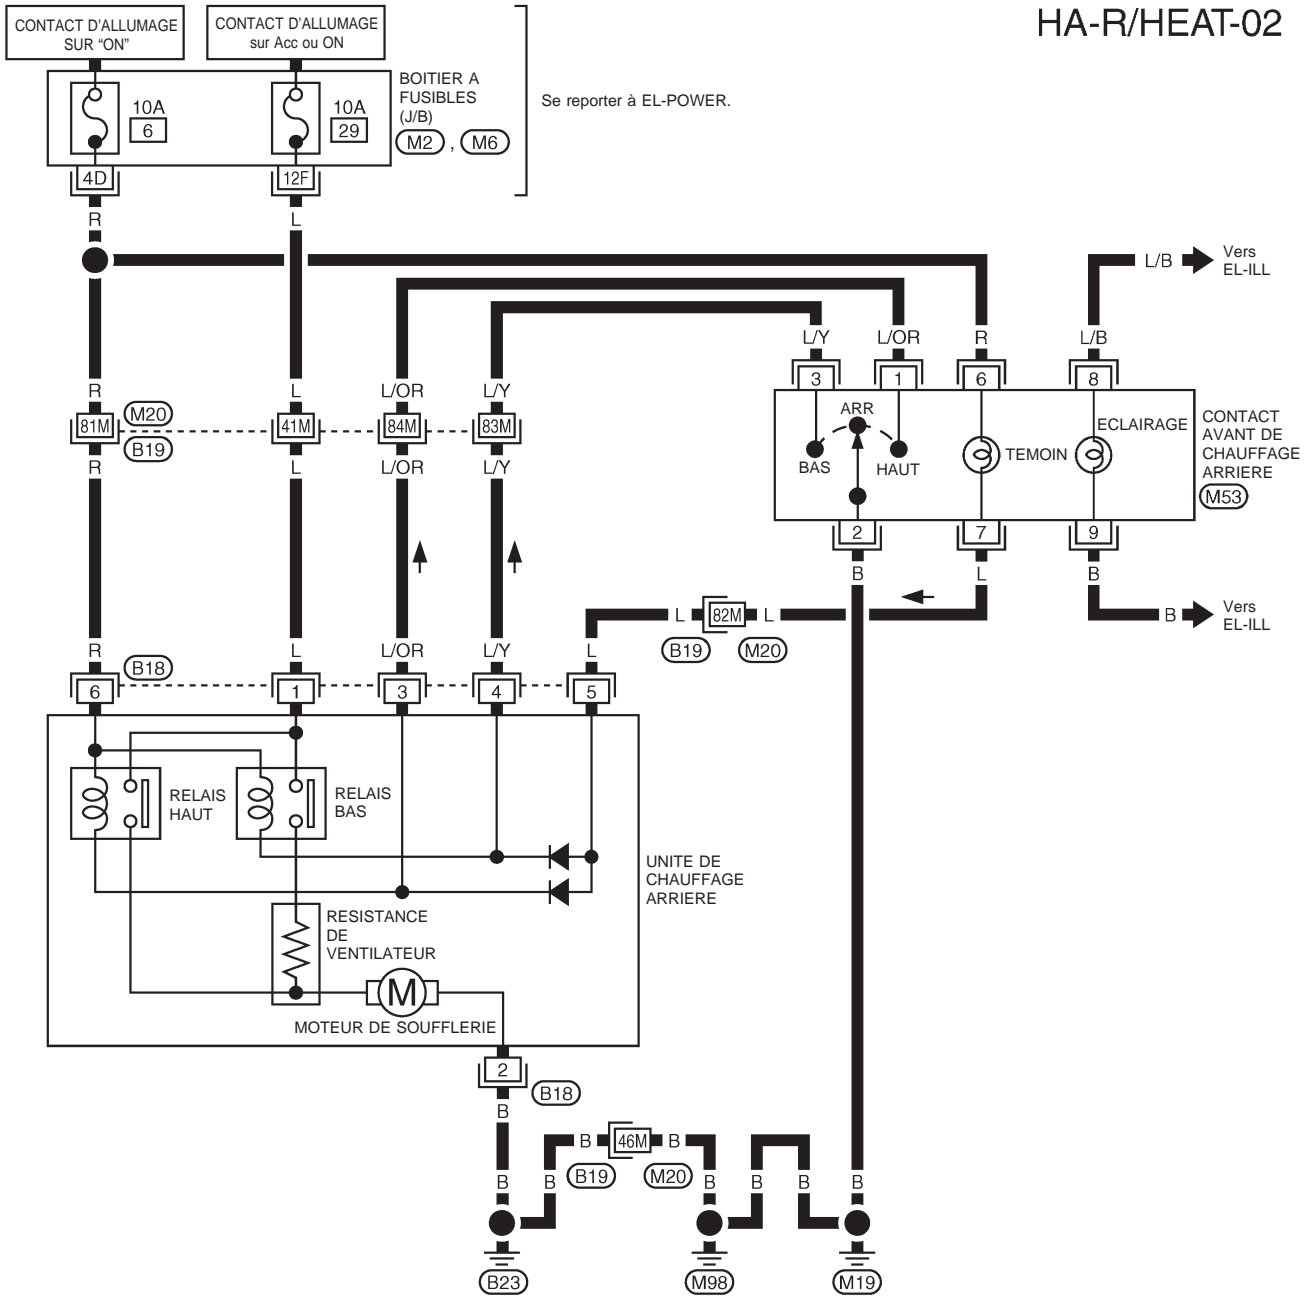 HA-R/HEAT-02
CONTACT D'ALLUMAGE
SUR “ON”
CONTACT D'ALLUMAGE
sur Acc ou ON
10A
6
10A
29
BOITIER A
FUSIBLES
(J/B)
M2 , M6
Se reporter à EL-POWER.
4D
12F
R
L
L/B
Vers
EL-ILL
L/Y
L/OR
R
L/B
3
1
6
8
R
L
L/OR
L/Y
81M
M20
B19
41M
84M
83M
R
L
L/OR
L/Y
ARR
BAS
HAUT
TEMOIN
ECLAIRAGE
CONTACT
AVANT DE
CHAUFFAGE
ARRIERE
M53
2
7
9
B
L
B
L
82M
L
B19
M20
B
Vers
EL-ILL
R
B18
L
L/OR
L/Y
L
6
1
3
4
5
RELAIS
HAUT
RELAIS
BAS
UNITE DE
CHAUFFAGE
ARRIERE
RESISTANCE
DE
VENTILATEUR
M
MOTEUR DE SOUFFLERIE
2
B18
B
B
46M
B
B19
M20
B
B
B
B
B
B
B23
M98
M19